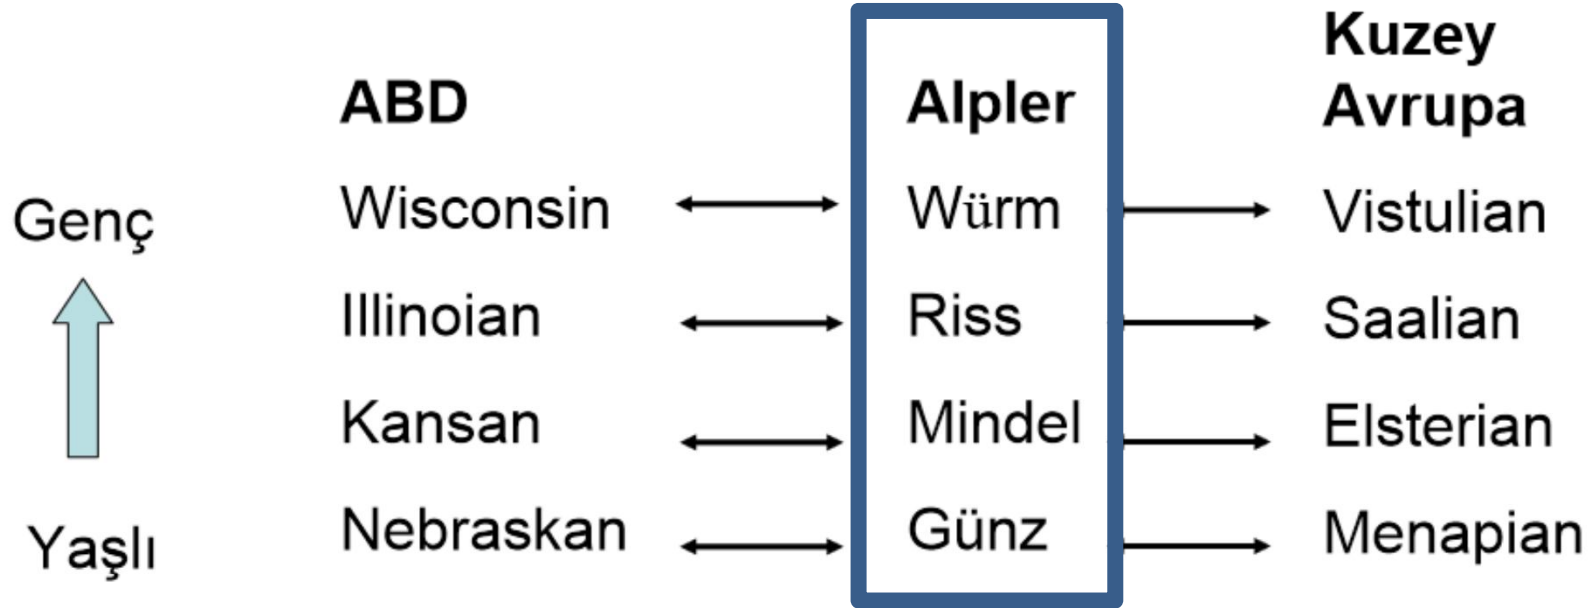 ABD Alpler Kuzey
Avrupa
Genç Wisconsin Würm Vistulian
Illinoian Riss Saalian
Kansan Mindel Elsterian
Yaşlı Nebraskan Günz Menapian